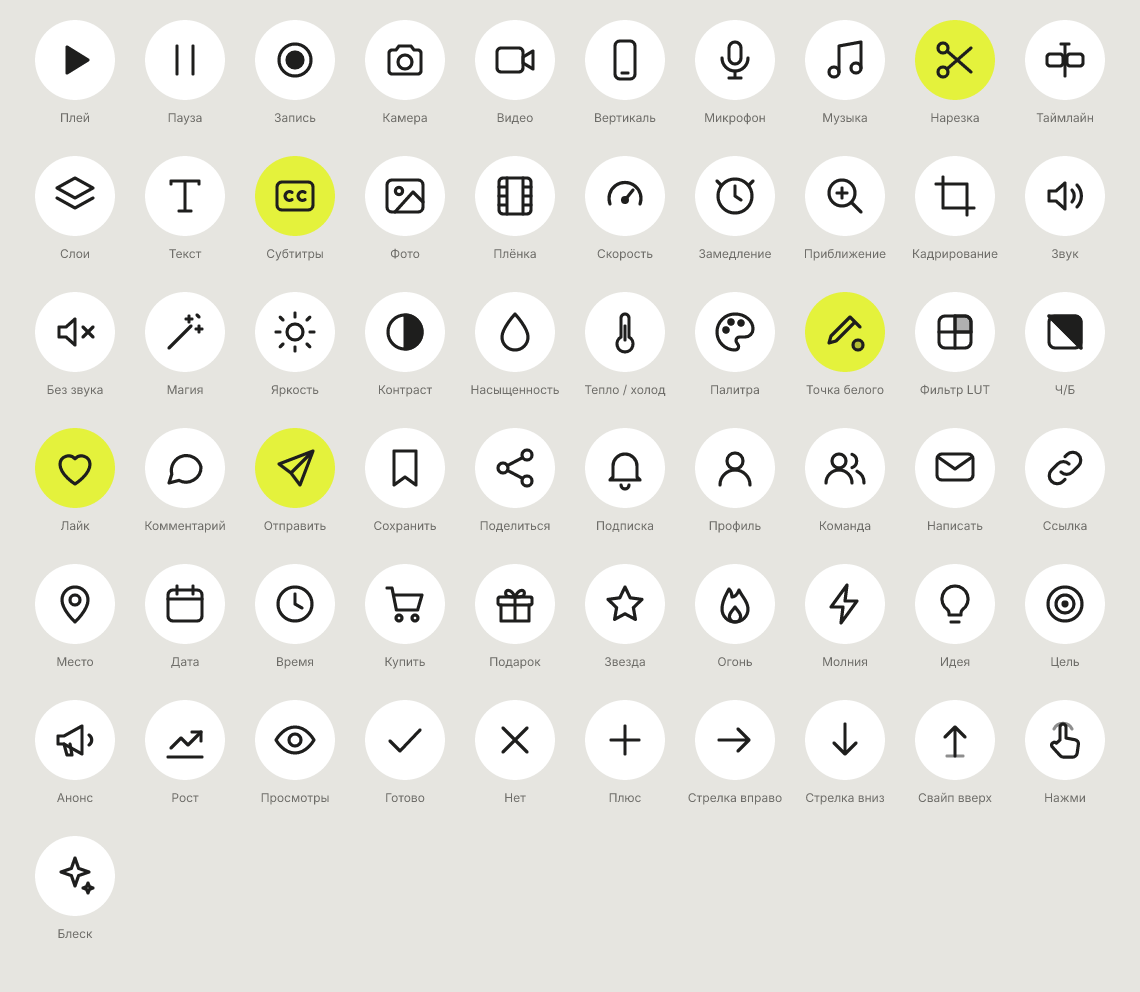 Плей Пауза Запись Камера Видео Вертикаль Микрофон Музыка Нарезка Таймлайн
CC
Слои Текст Субтитры Фото Плёнка Скорость Замедление Приближение Кадрирование Звук
Без звука Магия Яркость Контраст Насыщенность Тепло / холод Палитра Точка белого Фильтр LUT Ч/Б
Лайк Комментарий Отправить Сохранить Поделиться Подписка Профиль Команда Написать Ссылка
Место Дата Время Купить Подарок Звезда Огонь Молния Идея Цель
Анонс Рост Просмотры Готово Нет Плюс Стрелка вправо Стрелка вниз Свайп вверх Нажми
Блеск